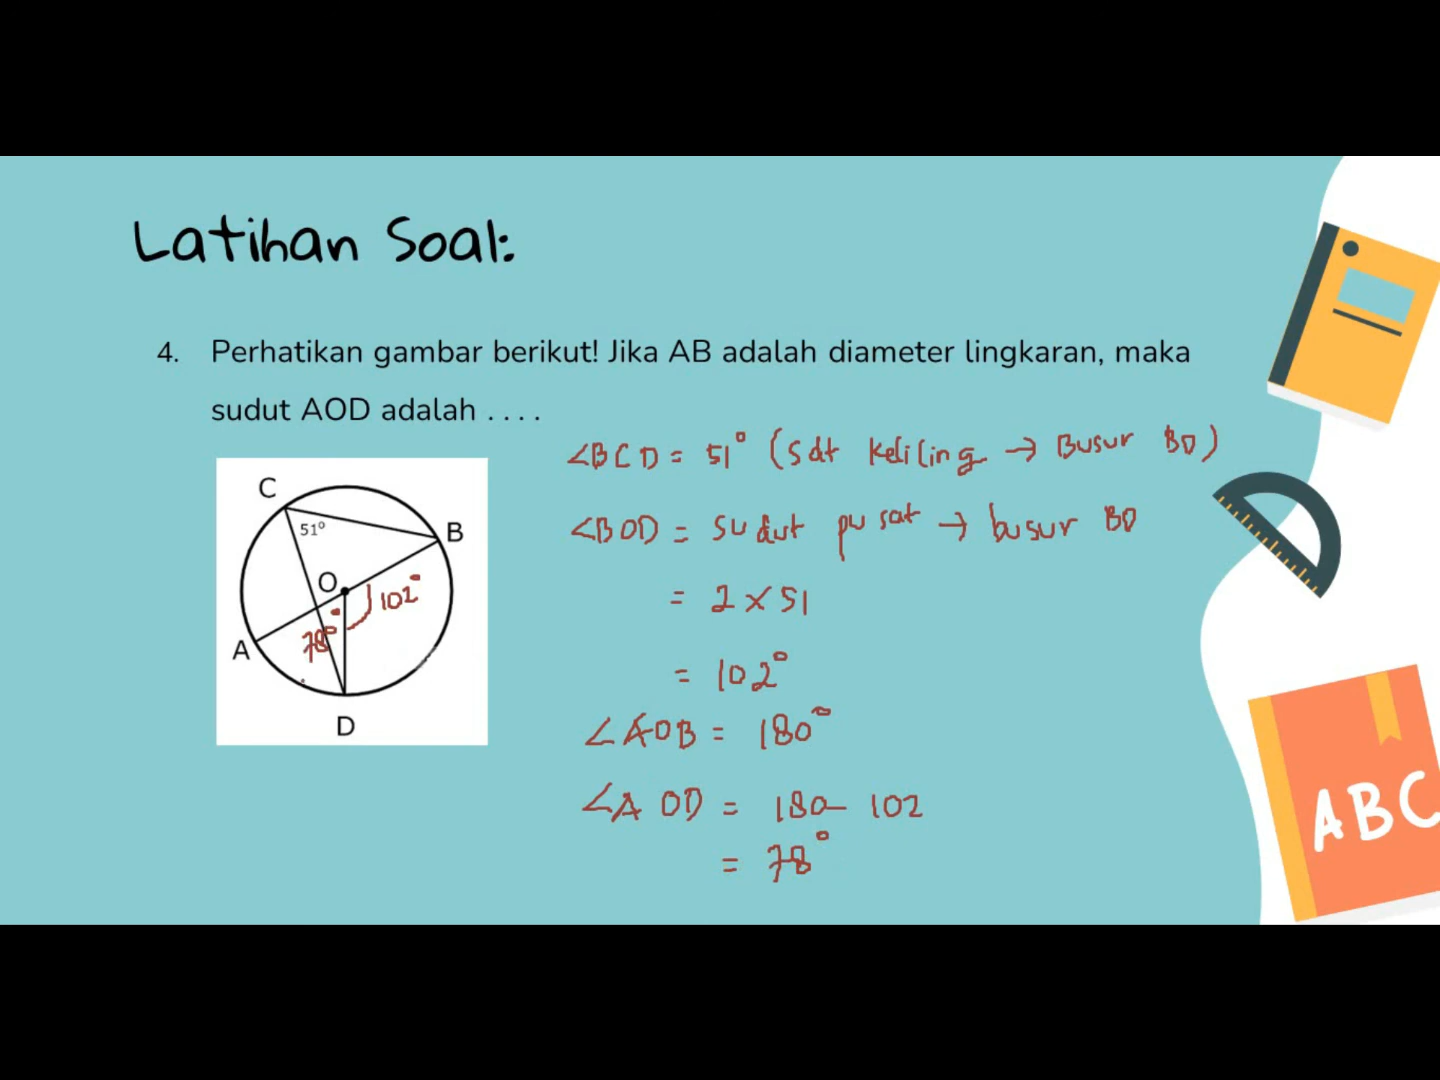 Latihan Soal:
4. Perhatikan gambar berikut! Jika AB adalah diameter lingkaran, maka
sudut AOD adalah . . . .
∠BCD = 51° (sdt keliling → Busur BD)
∠BOD = sudut pusat → busur BD
= 2 × 51
= 102°
∠AOB = 180°
∠AOD = 180 - 102
= 78°
C
51°
B
O
102°
78°
A
D
ABC